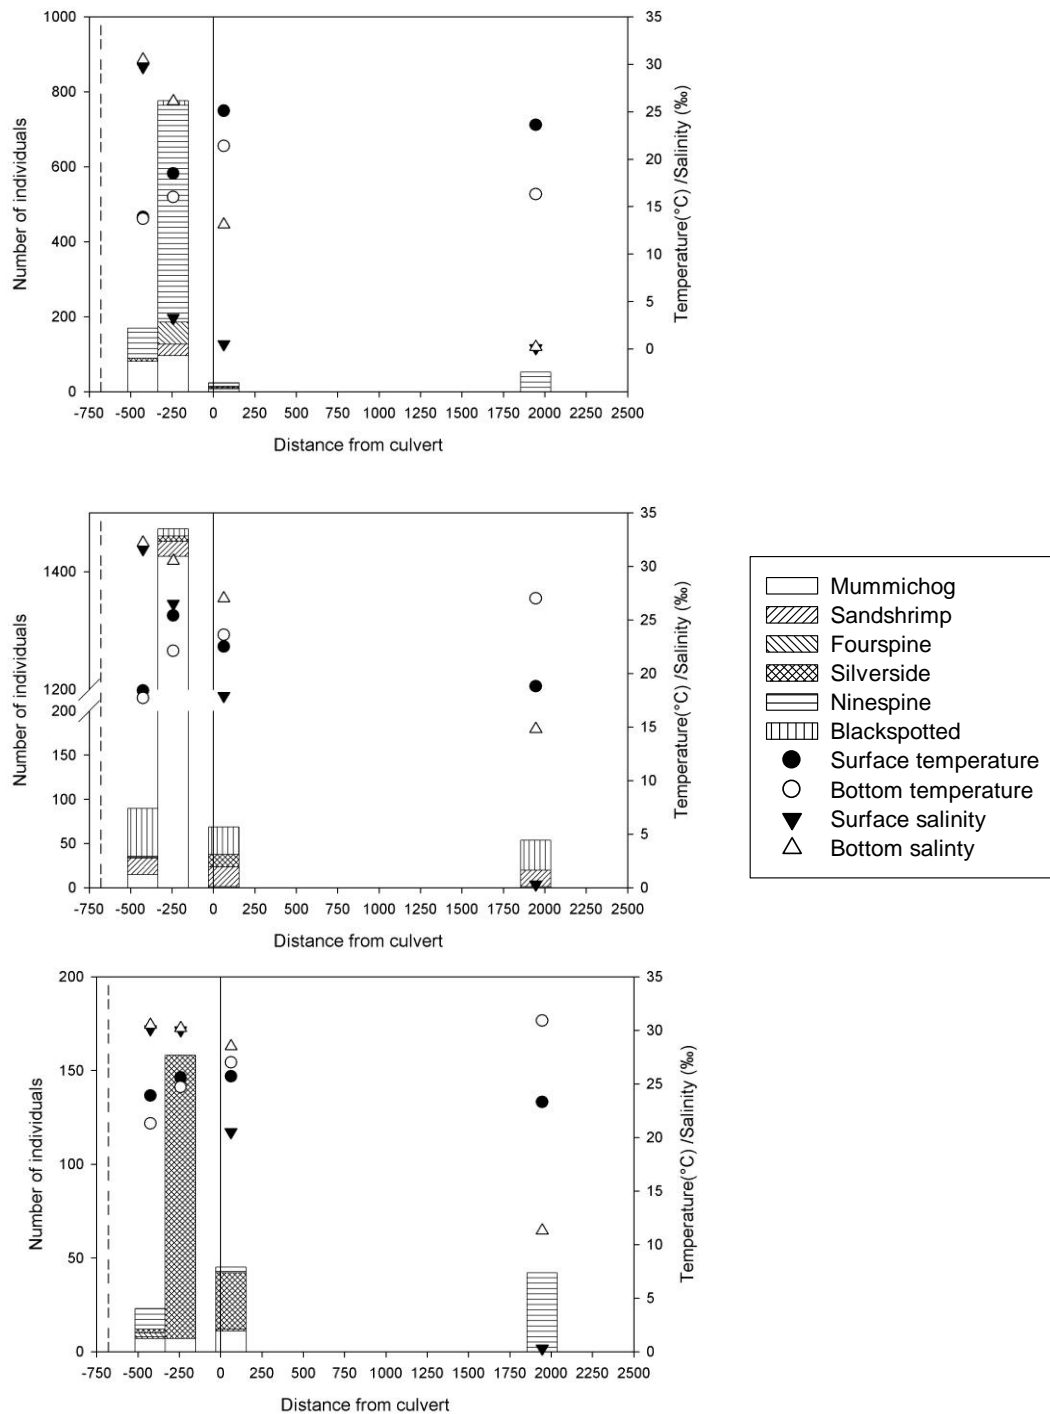 1000
800
600
400
200
0
35
30
25
20
15
10
5
0
-750 -500 -250 0 250 500 750 1000 1250 1500 1750 2000 2250 2500
Number of individuals
Temperature(°C) /Salinity (‰)
Distance from culvert
1400
1200
200
150
100
50
0
35
30
25
20
15
10
5
0
-750 -500 -250 0 250 500 750 1000 1250 1500 1750 2000 2250 2500
Number of individuals
Temperature(°C) /Salinity (‰)
Distance from culvert
Mummichog
Sandshrimp
Fourspine
Silverside
Ninespine
Blackspotted
Surface temperature
Bottom temperature
Surface salinity
Bottom salinty
200
150
100
50
0
35
30
25
20
15
10
5
0
-750 -500 -250 0 250 500 750 1000 1250 1500 1750 2000 2250 2500
Number of individuals
Temperature(°C) /Salinity (‰)
Distance from culvert